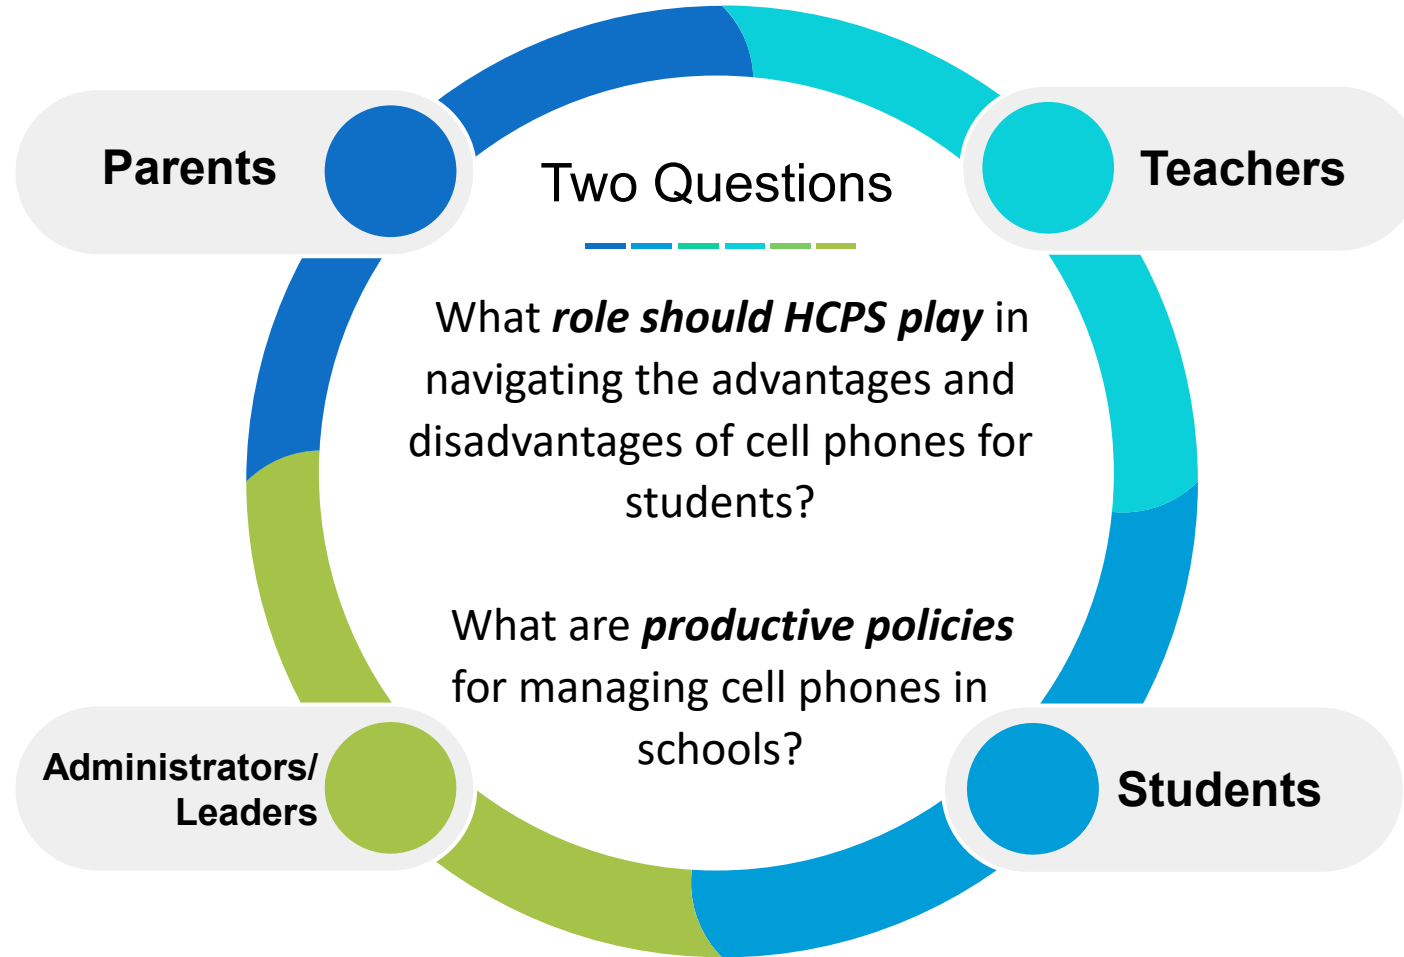 Parents
Teachers
Two Questions
What role should HCPS play in
navigating the advantages and
disadvantages of cell phones for
students?
What are productive policies
for managing cell phones in
schools?
Administrators/
Leaders
Students